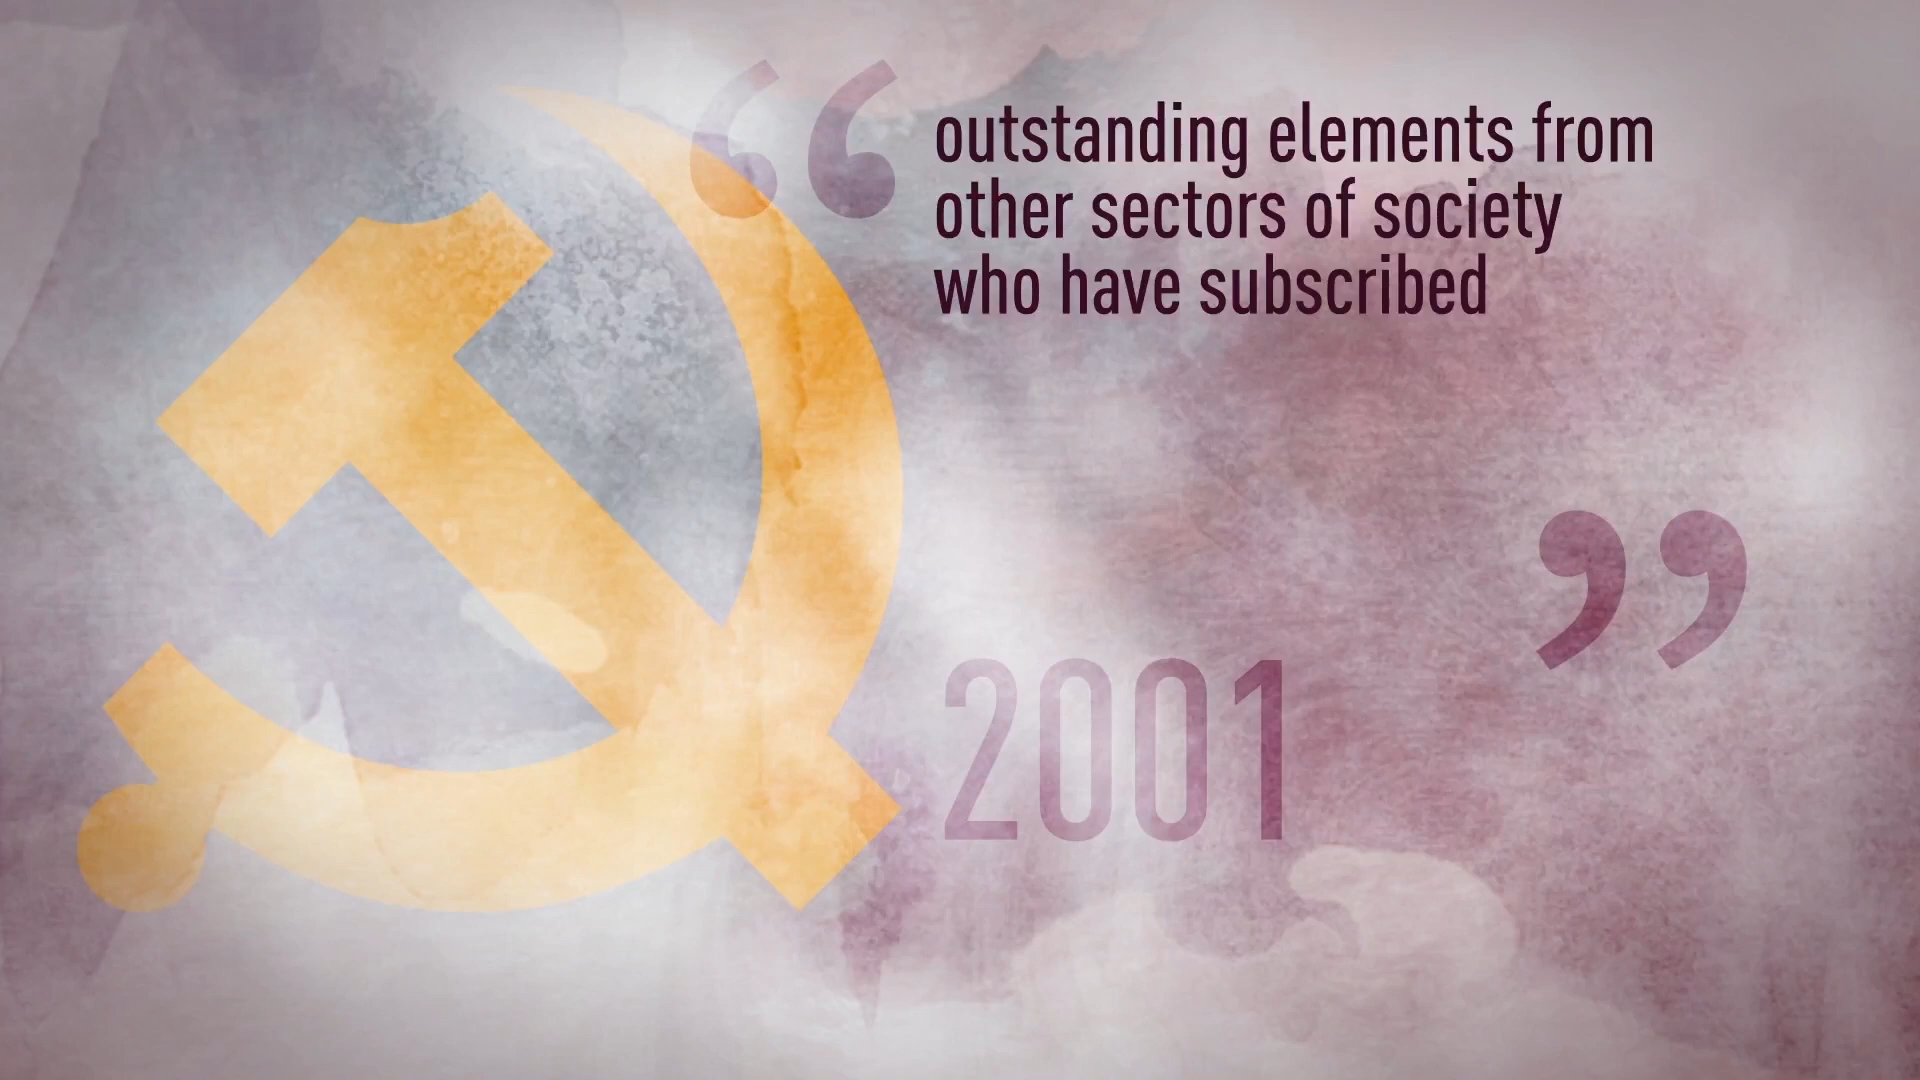 “outstanding elements from
other sectors of society
who have subscribed
”
2001